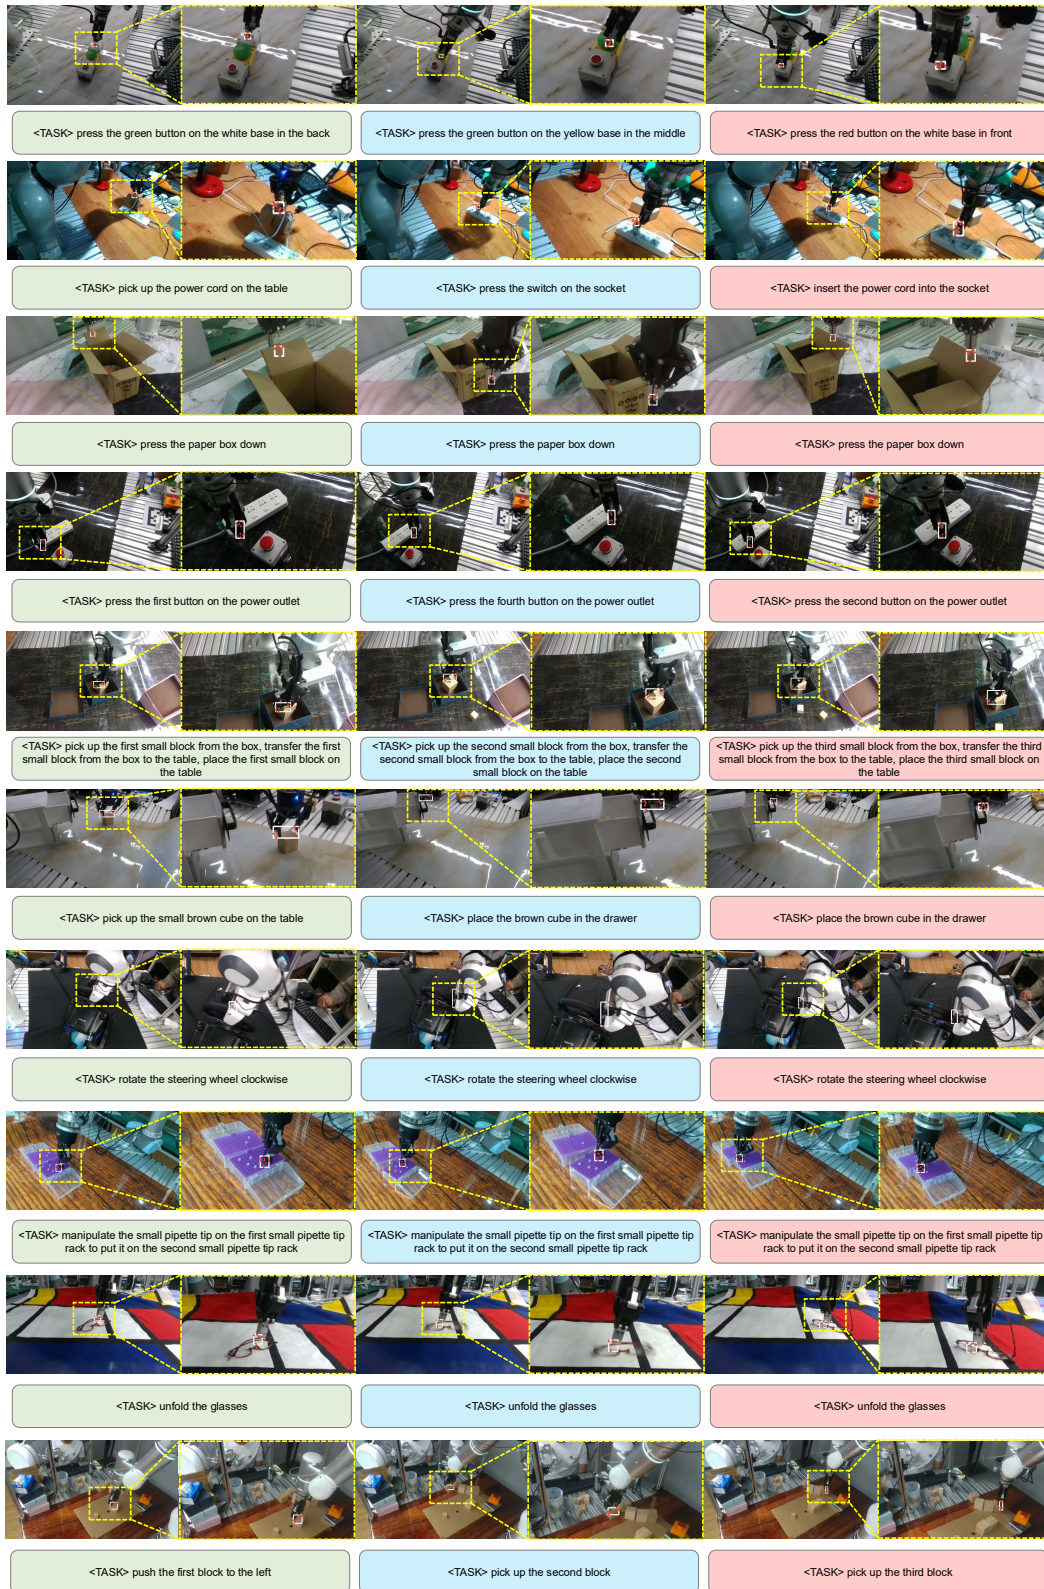 <TASK> press the green button on the white base in the back
<TASK> press the green button on the yellow base in the middle
<TASK> press the red button on the white base in front
<TASK> pick up the power cord on the table
<TASK> press the switch on the socket
<TASK> insert the power cord into the socket
<TASK> press the paper box down
<TASK> press the paper box down
<TASK> press the paper box down
<TASK> press the first button on the power outlet
<TASK> press the fourth button on the power outlet
<TASK> press the second button on the power outlet
<TASK> pick up the first small block from the box, transfer the first
small block from the box to the table, place the first small block on
the table
<TASK> pick up the second small block from the box, transfer the
second small block from the box to the table, place the second
small block on the table
<TASK> pick up the third small block from the box, transfer the third
small block from the box to the table, place the third small block on
the table
<TASK> pick up the small brown cube on the table
<TASK> place the brown cube in the drawer
<TASK> place the brown cube in the drawer
<TASK> rotate the steering wheel clockwise
<TASK> rotate the steering wheel clockwise
<TASK> rotate the steering wheel clockwise
<TASK> manipulate the small pipette tip on the first small pipette tip
rack to put it on the second small pipette tip rack
<TASK> manipulate the small pipette tip on the first small pipette tip
rack to put it on the second small pipette tip rack
<TASK> manipulate the small pipette tip on the first small pipette tip
rack to put it on the second small pipette tip rack
<TASK> unfold the glasses
<TASK> unfold the glasses
<TASK> unfold the glasses
<TASK> push the first block to the left
<TASK> pick up the second block
<TASK> pick up the third block